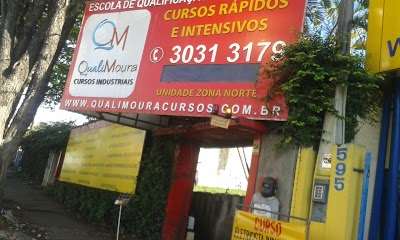 ESCOLA DE QUALIFICAÇÃO
CURSOS RÁPIDOS
E INTENSIVOS
3031 3179
QM
QualiMoura
CURSOS INDUSTRIAIS
UNIDADE ZONA NORTE
WWW.QUALIMOURACURSOS.COM.BR
595
CURSO